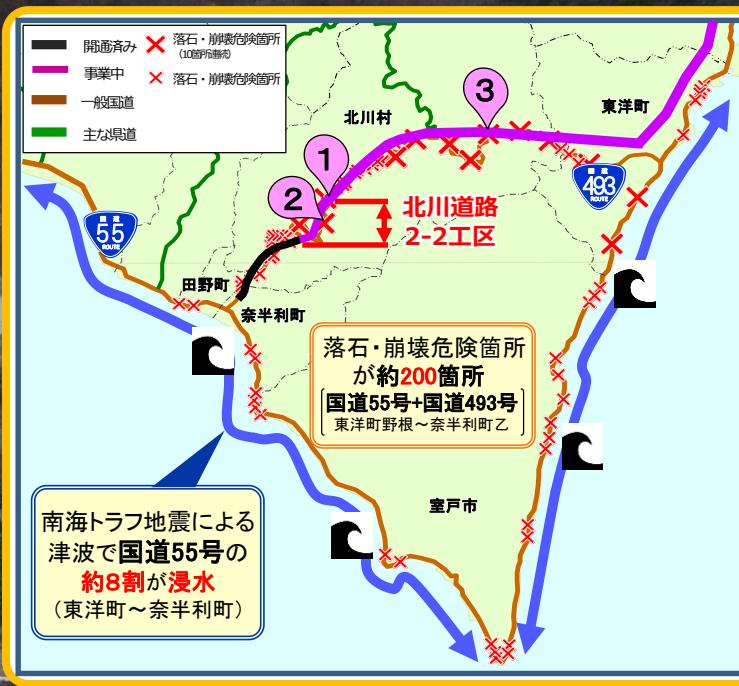 開通済み
事業中
一般国道
主な県道
落石・崩壊危険箇所
(10箇所連続)
落石・崩壊危険箇所
北川村
東洋町
3
1
2
国道
493
ROUTE
国道
55
ROUTE
北川道路
2-2工区
田野町
奈半利町
落石・崩壊危険箇所
が約200箇所
国道55号+国道493号
東洋町野根～奈半利町乙
室戸市
南海トラフ地震による
津波で国道55号の
約8割が浸水
（東洋町～奈半利町）